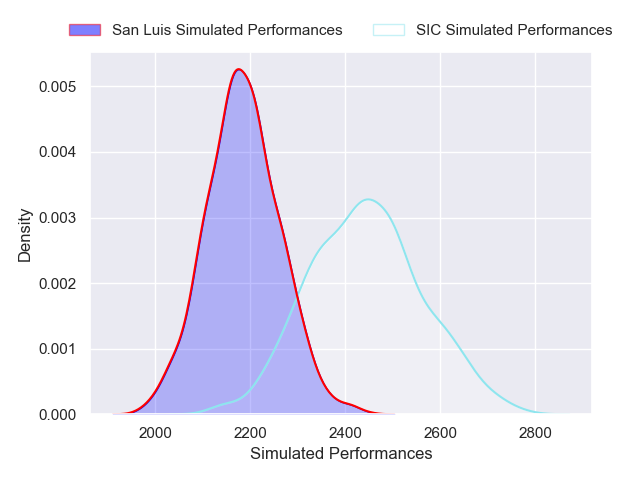 San Luis Simulated Performances SIC Simulated Performances
0.005
0.004
0.003
0.002
0.001
0.000
Density
2000 2200 2400 2600 2800
Simulated Performances